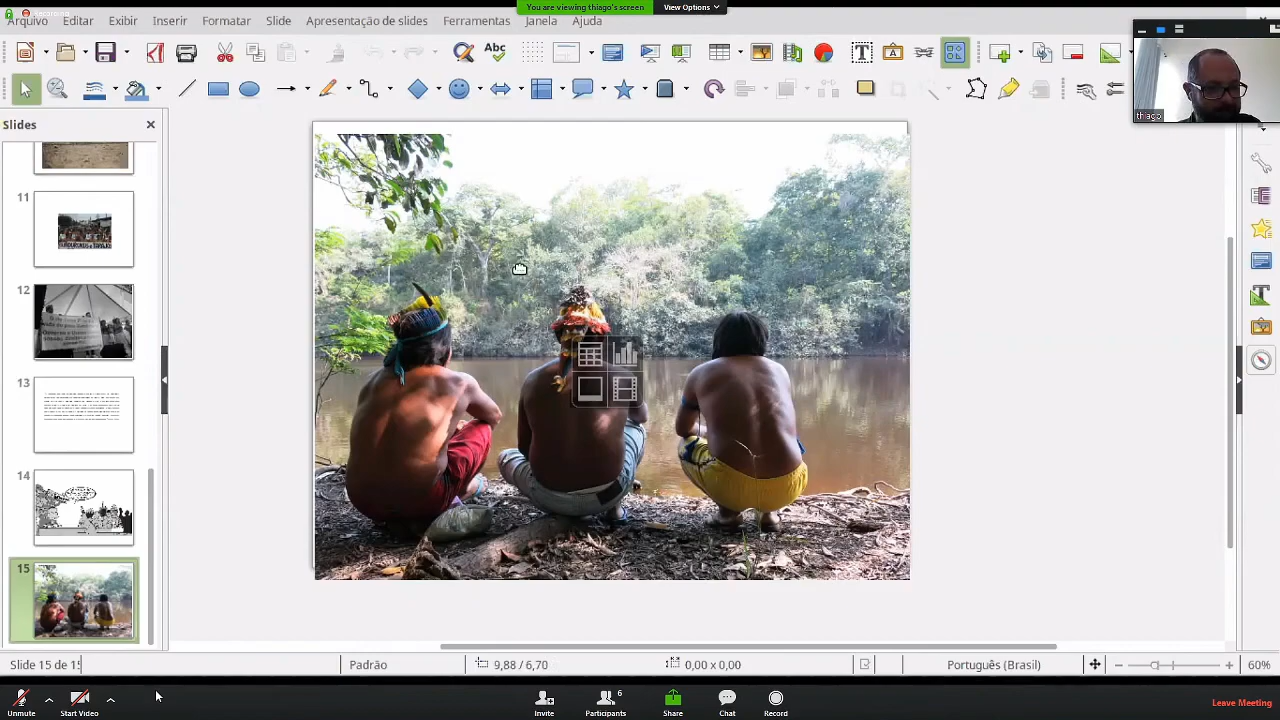 Recording
You are viewing thiago's screen
View Options
Arquivo Editar Exibir Inserir Formatar Slide Apresentação de slides Ferramentas Janela Ajuda
Abc
thiago
Slides
11
12
13
14
15
Slide 15 de 15
Padrão
9,88 / 6,70
0,00 x 0,00
Português (Brasil)
60%
Unmute
Start Video
Invite
Participants
6
Share
Chat
Record
Leave Meeting